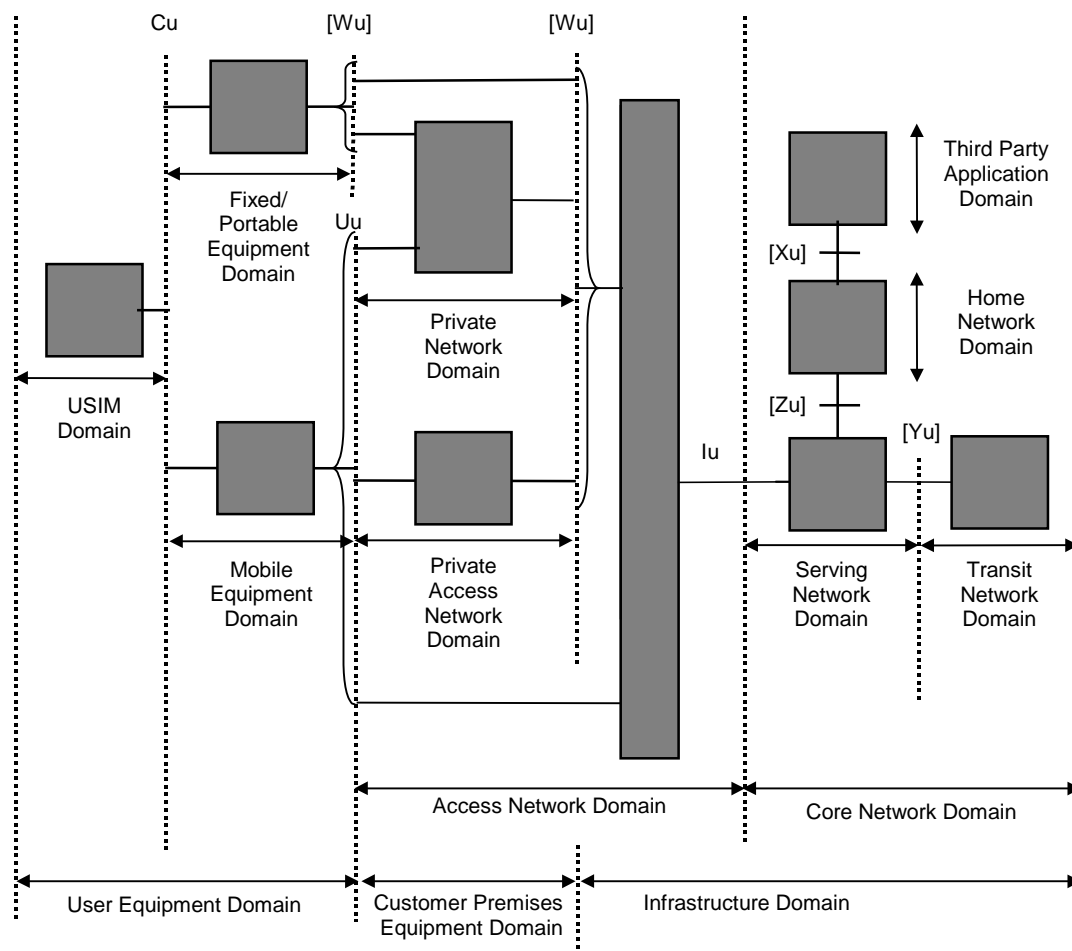 Cu
[Wu]
[Wu]
Third Party
Application
Domain
Fixed/
Portable
Equipment
Domain
Uu
[Xu]
Home
Network
Domain
Private
Network
Domain
USIM
Domain
[Zu]
[Yu]
Iu
Mobile
Equipment
Domain
Private
Access
Network
Domain
Serving
Network
Domain
Transit
Network
Domain
Access Network Domain
Core Network Domain
User Equipment Domain
Customer Premises
Equipment Domain
Infrastructure Domain